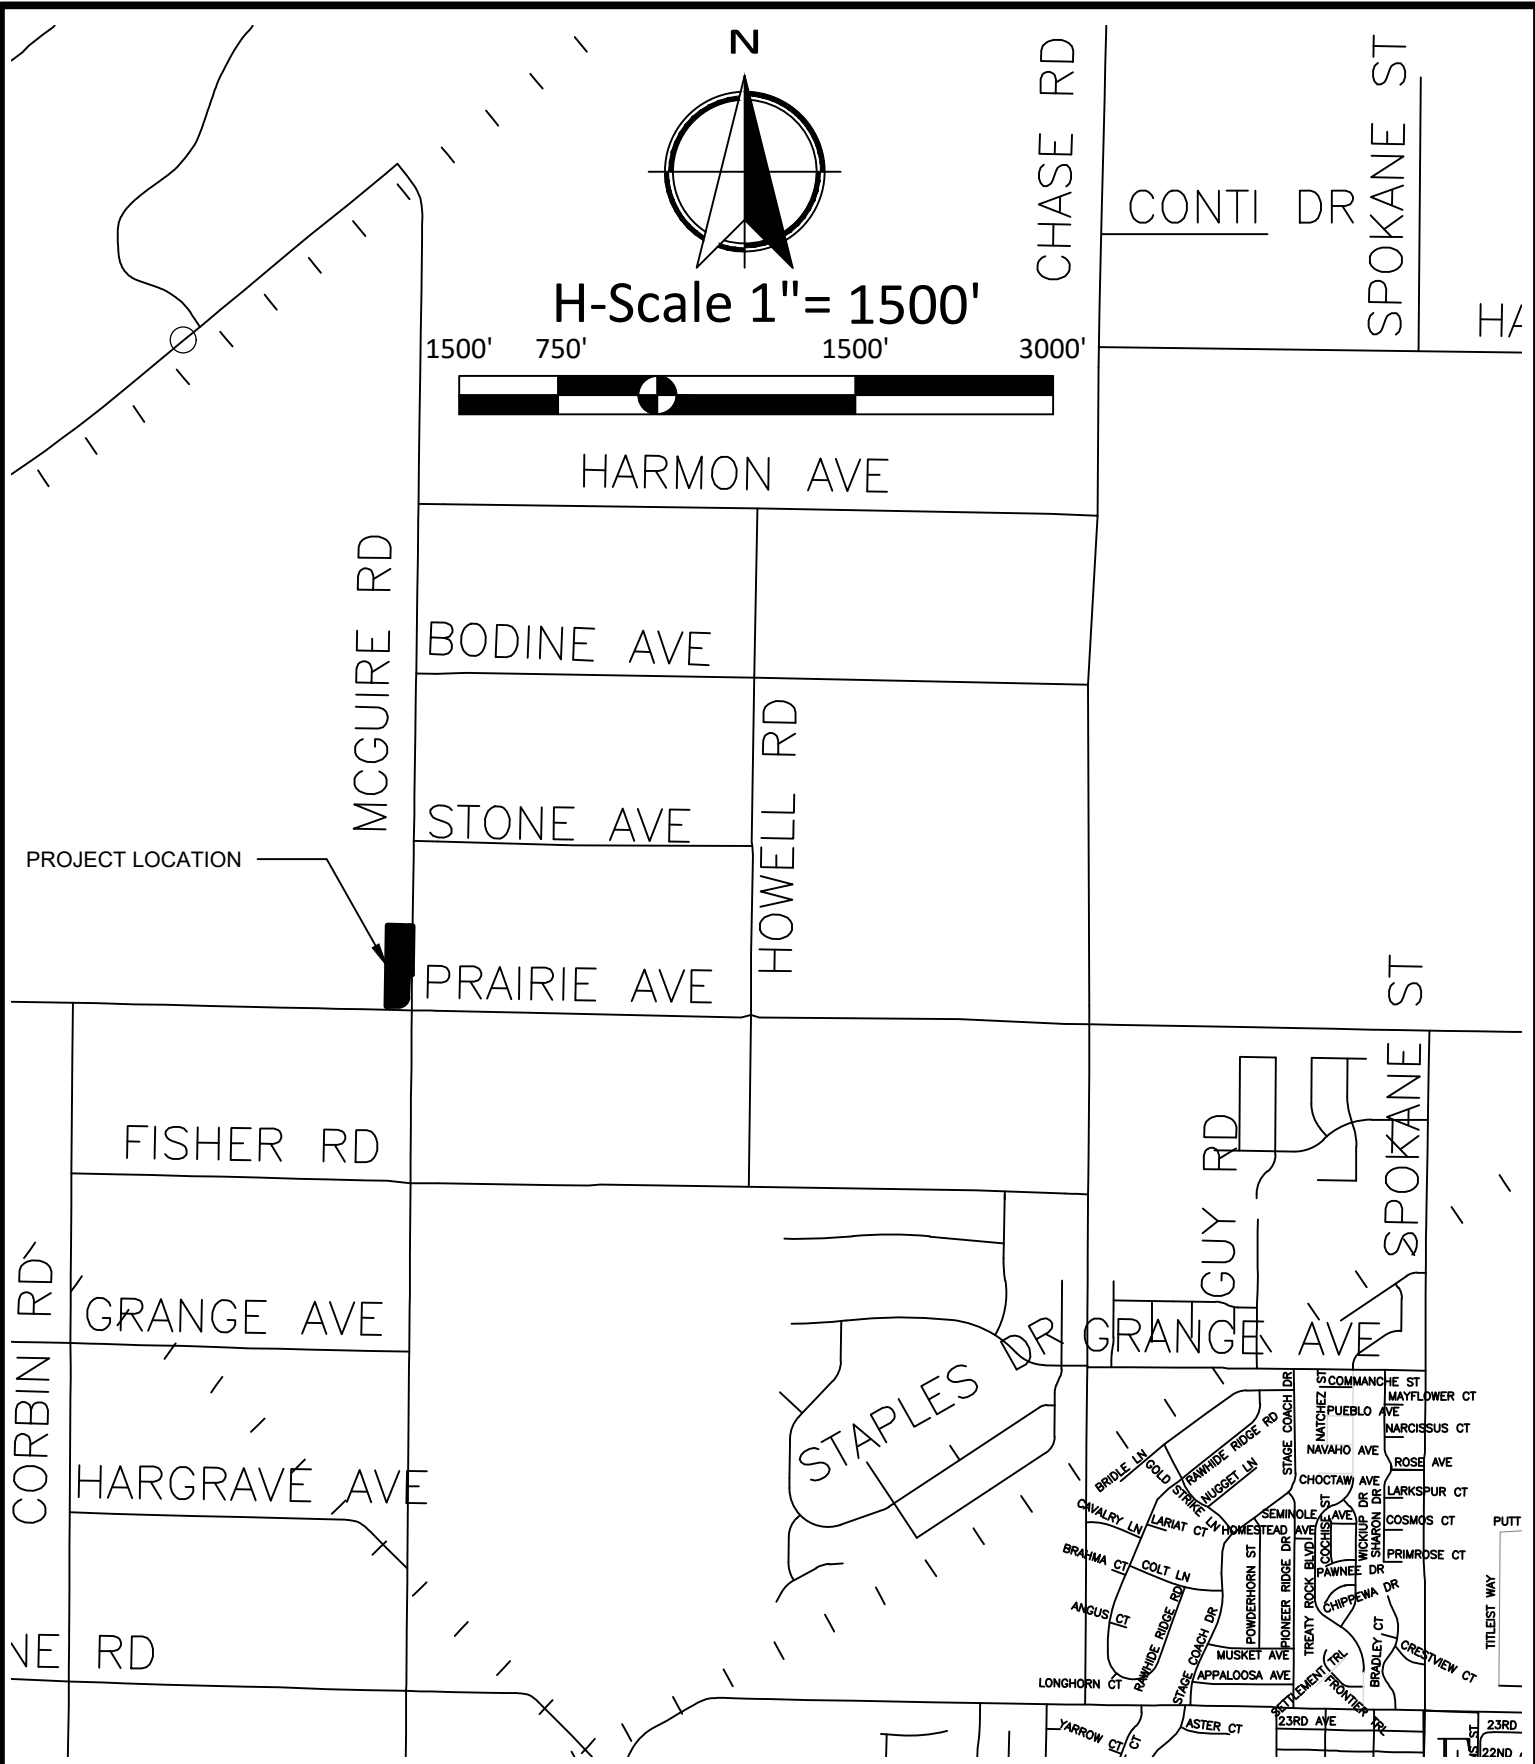 N
CHASE RD
SPOKANE ST
CONTI DR
H-Scale 1"= 1500'
1500' 750' 1500' 3000'
HARMON AVE
MCGUIRE RD
BODINE AVE
HOWELL RD
STONE AVE
PROJECT LOCATION
PRAIRIE AVE
SPOKANE ST
FISHER RD
GUY RD
CORBIN RD
GRANGE AVE
STAPLES DR
GRANGE AVE
HARGRAVE AVE
NE RD
COMMANCHE ST
MAYFLOWER CT
NATCHEZ ST
PUEBLO AVE
STAGE COACH DR
NARCISSUS CT
RAWHIDE RIDGE RD
NAVAHO AVE
BRIDLE LN
GOLD STRIKE LN
NUGGET LN
ROSE AVE
CHOCTAW AVE
LARKSPUR CT
CAVALRY LN
LARIAT CT
SEMINOLE AVE
HOMESTEAD AVE
COCHISE ST
WICKIUP DR
SHARON DR
COSMOS CT
PUTT
BRAHMA CT
COLT LN
PRIMROSE CT
PAWNEE DR
POWDERHORN ST
PIONEER RIDGE DR
TREATY ROCK BLVD
CHIPPEWA DR
TITLEIST WAY
ANGUS CT
RAWHIDE RIDGE RD
STAGE COACH DR
BRADLEY CT
CRESTVIEW CT
MUSKET AVE
APPALOOSA AVE
LONGHORN CT
SETTLEMENT TRL
FRONTIER TRL
YARROW CT
CT
ASTER CT
23RD AVE
23RD
22ND